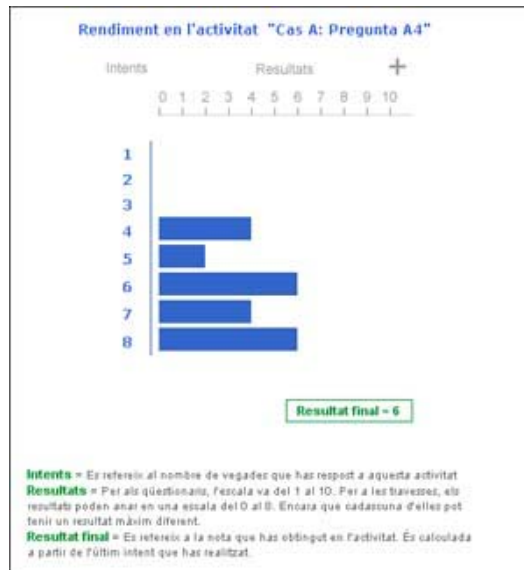 Rendiment en l'activitat "Cas A: Pregunta A4"
Intents Resultats +
0 1 2 3 4 5 6 7 8 9 10
1
2
3
4
5
6
7
8
Resultat final = 6
Intents = Es refereix al nombre de vegades que has respost a aquesta activitat
Resultats = Per als qüestionaris, l'escala va del 1 al 10. Per a les travesses, els
resultats poden anar en una escala del 0 al 8. Encara que cadascuna d'elles pot
tenir un resultat màxim diferent.
Resultat final = Es refereix a la nota que has obtingut en l'activitat. És calculada
a partir de l'últim intent que has realitzat.